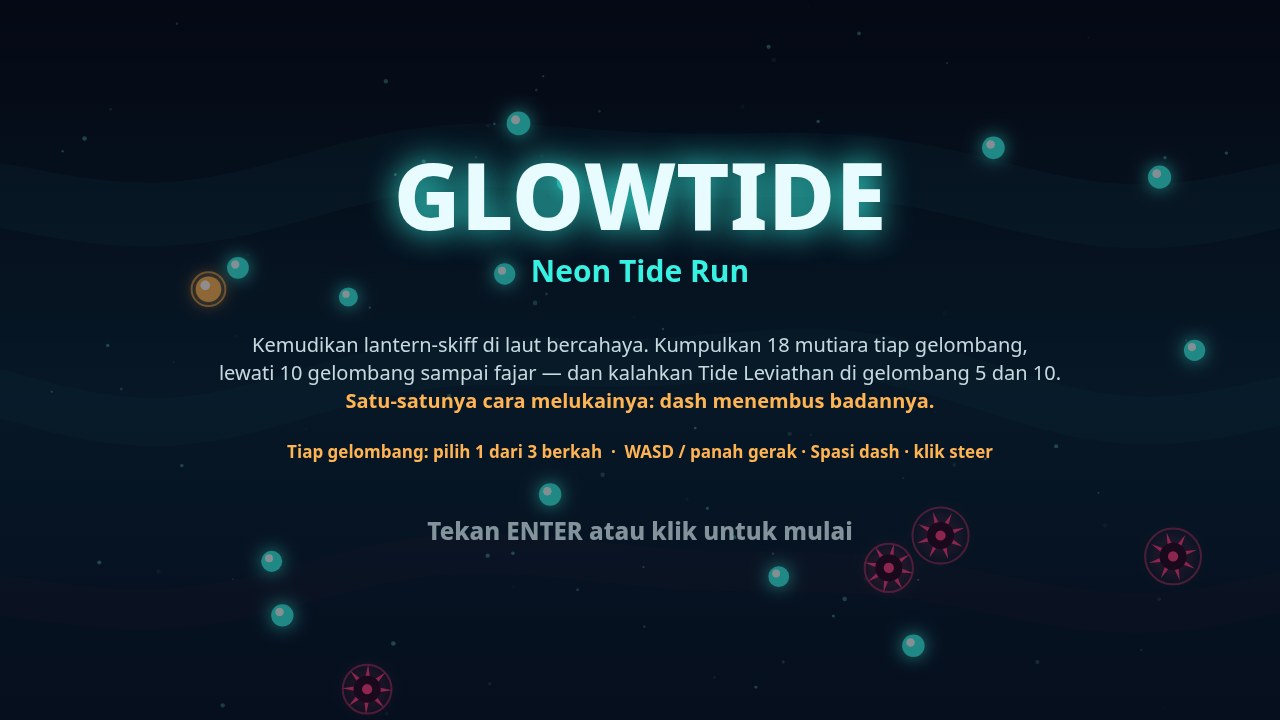 GLOWTIDE
Neon Tide Run
Kemudikan lantern-skiff di laut bercahaya. Kumpulkan 18 mutiara tiap gelombang,
lewati 10 gelombang sampai fajar — dan kalahkan Tide Leviathan di gelombang 5 dan 10.
Satu-satunya cara melukainya: dash menembus badannya.
Tiap gelombang: pilih 1 dari 3 berkah · WASD / panah gerak · Spasi dash · klik steer
Tekan ENTER atau klik untuk mulai